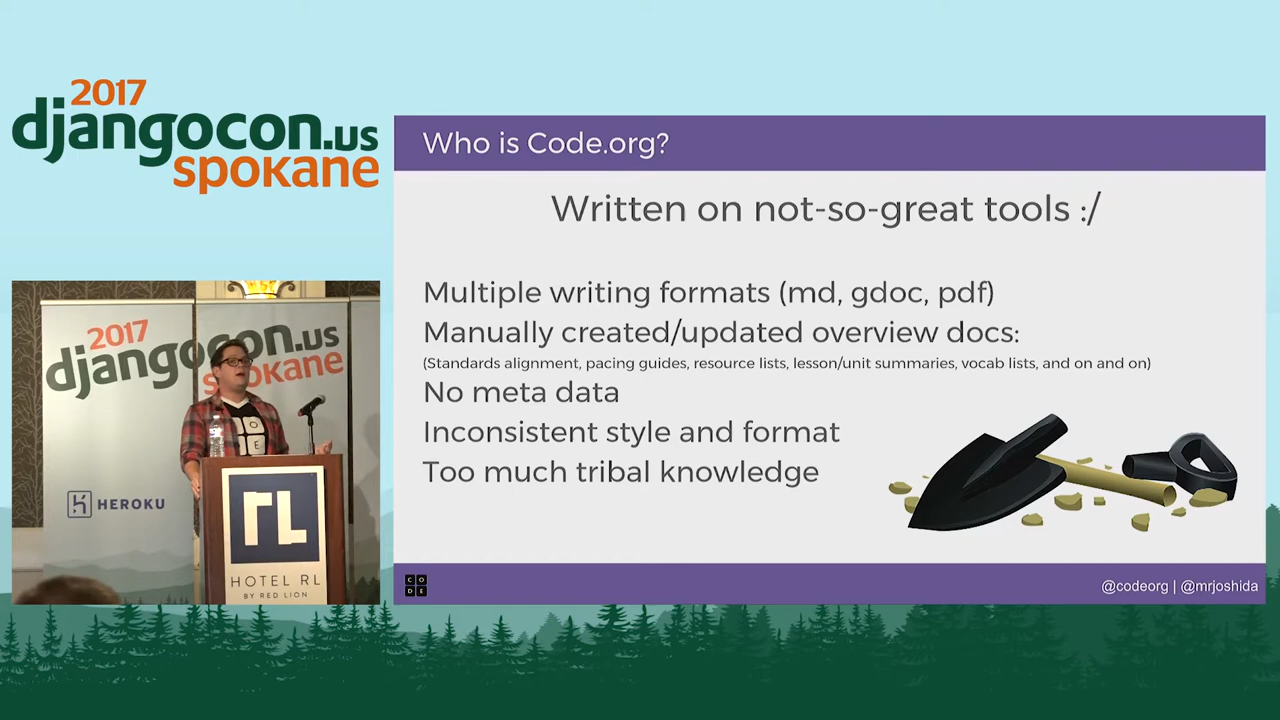 2017
djangocon.us
spokane
Who is Code.org?
Written on not-so-great tools :/
Multiple writing formats (md, gdoc, pdf)
Manually created/updated overview docs:
(Standards alignment, pacing guides, resource lists, lesson/unit summaries, vocab lists, and on and on)
No meta data
Inconsistent style and format
Too much tribal knowledge
C O
D E
@codeorg | @mrjoshida
2017
djangocon.us
spokane
HEROKU
rL
HOTEL RL
BY RED LION